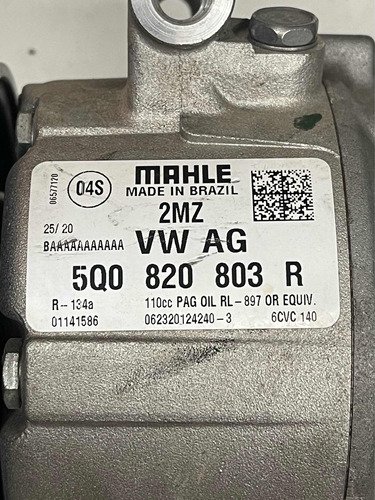 06577120
04S
MAHLE
MADE IN BRAZIL
2MZ
25/ 20
BAAAAAAAAAAA
VW AG
5Q0 820 803 R
R-134a
110cc PAG OIL RL-897 OR EQUIV.
01141586
062320124240-3
6CVC 140